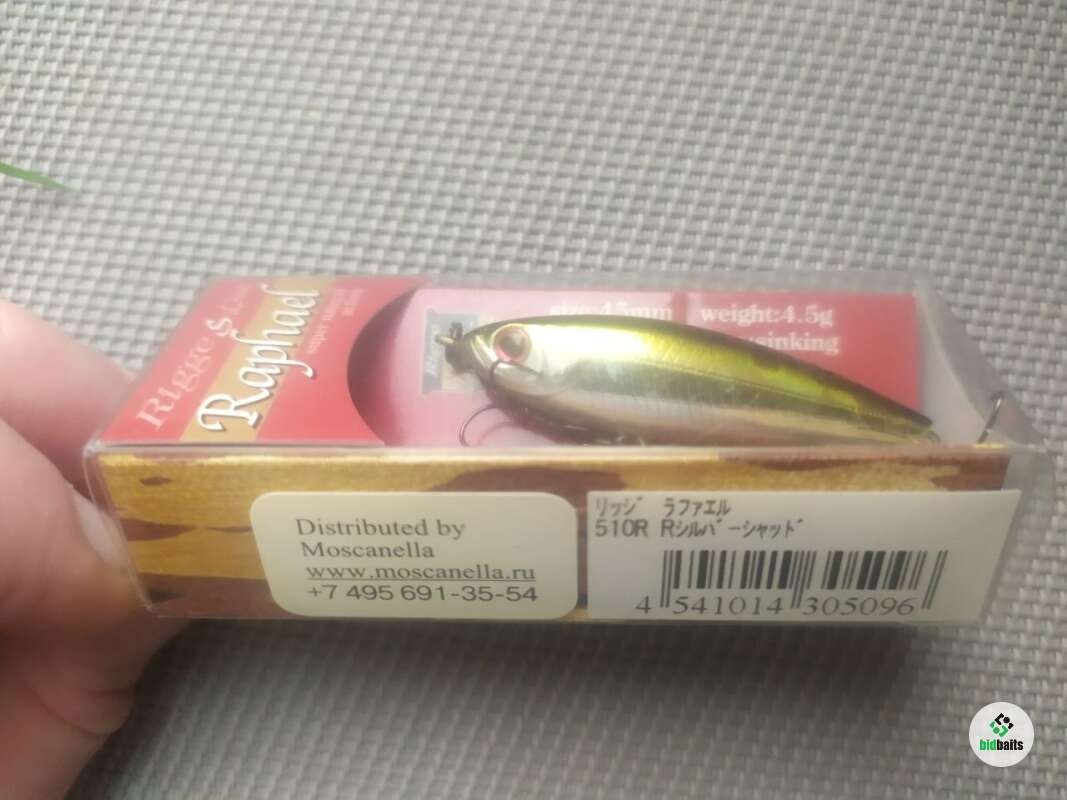 Rigge S
Raphael
super
weight:4.5g
sinking
Distributed by
Moscanella
www.moscanella.ru
+7 495 691-35-54
ﾘｯｼﾞ ﾗﾌｧｴﾙ
510R Rｼﾙﾊﾞｰｼｬｯﾄﾞ
4 541014 305096
bidbaits